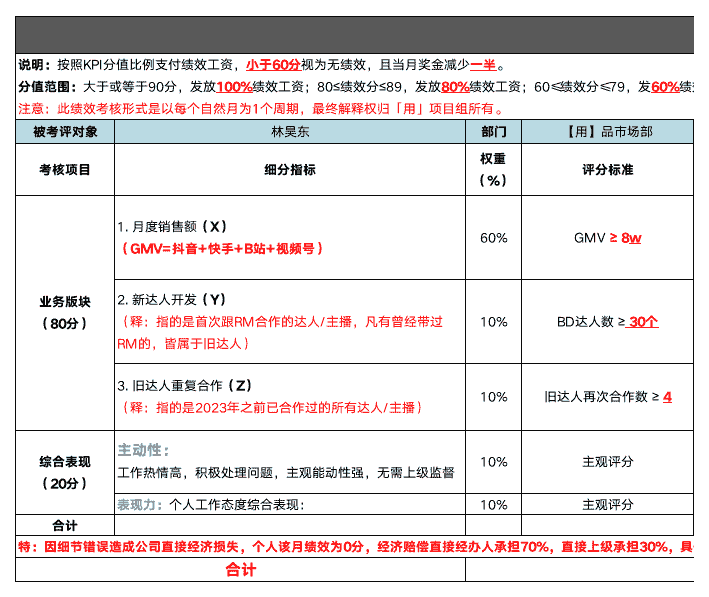 说明：按照KPI分值比例支付绩效工资，小于60分视为无绩效，且当月奖金减少一半。
分值范围：大于或等于90分，发放100%绩效工资；80≤绩效分≤89，发放80%绩效工资；60≤绩效分≤79，发60%绩
注意：此绩效考核形式是以每个自然月为1个周期，最终解释权归「用」项目组所有。
被考评对象 林昊东 部门 【用】品市场部
考核项目 细分指标 权重（%） 评分标准
业务版块（80分）
1. 月度销售额（X）
（GMV=抖音+快手+B站+视频号）
60% GMV ≥ 8w
2. 新达人开发（Y）
（释：指的是首次跟RM合作的达人/主播，凡有曾经带过
RM的，皆属于旧达人）
10% BD达人数 ≥ 30个
3. 旧达人重复合作（Z）
（释：指的是2023年之前已合作过的所有达人/主播）
10% 旧达人再次合作数 ≥ 4
综合表现（20分）
主动性：
工作热情高，积极处理问题，主观能动性强，无需上级监督
10% 主观评分
表现力：个人工作态度综合表现： 10% 主观评分
合计
特：因细节错误造成公司直接经济损失，个人该月绩效为0分，经济赔偿直接经办人承担70%，直接上级承担30%，具
合计